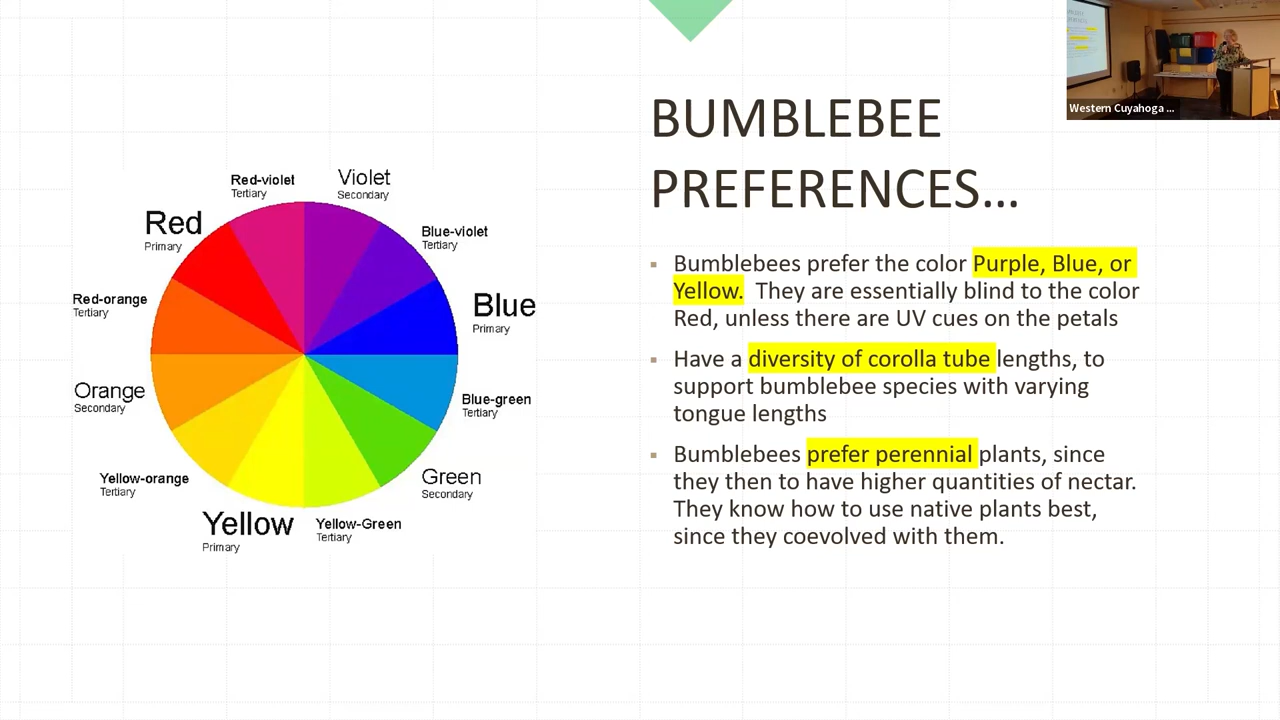 BUMBLEBEE
PREFERENCES...
Western Cuyahoga ...
▪ Bumblebees prefer the color Purple, Blue, or
Yellow.  They are essentially blind to the color
Red, unless there are UV cues on the petals
▪ Have a diversity of corolla tube lengths, to
support bumblebee species with varying
tongue lengths
▪ Bumblebees prefer perennial plants, since
they then to have higher quantities of nectar.
They know how to use native plants best,
since they coevolved with them.
Red-violet
Tertiary
Violet
Secondary
Red
Primary
Blue-violet
Tertiary
Red-orange
Tertiary
Blue
Primary
Orange
Secondary
Blue-green
Tertiary
Yellow-orange
Tertiary
Green
Secondary
Yellow
Primary
Yellow-Green
Tertiary